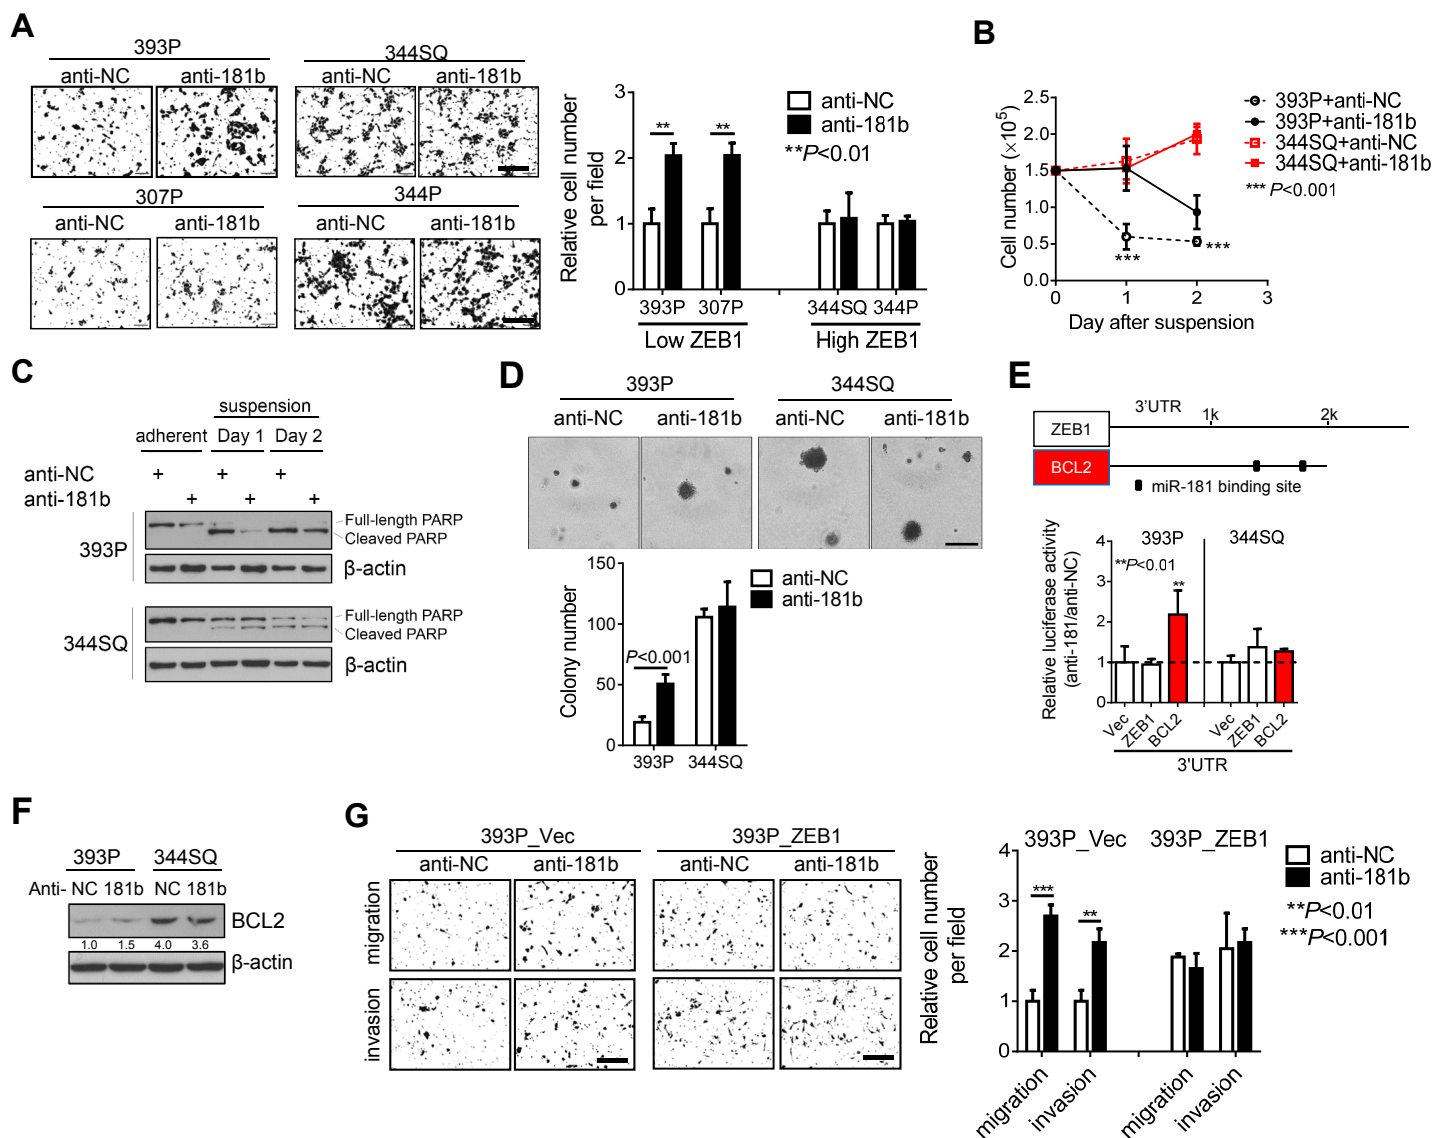 A
393P
344SQ
anti-NC
anti-181b
anti-NC
anti-181b
307P
344P
anti-NC
anti-181b
anti-NC
anti-181b
Relative cell number
per field
3
2
1
0
**
**
anti-NC
anti-181b
**P<0.01
393P
307P
344SQ
344P
Low ZEB1
High ZEB1
B
Cell number (×10⁵)
2.5
2.0
1.5
1.0
0.5
0.0
0
1
2
3
***
***
Day after suspension
393P+anti-NC
393P+anti-181b
344SQ+anti-NC
344SQ+anti-181b
*** P<0.001
C
suspension
adherent
Day 1
Day 2
anti-NC
+
+
+
anti-181b
+
+
+
393P
Full-length PARP
Cleaved PARP
β-actin
344SQ
Full-length PARP
Cleaved PARP
β-actin
D
393P
344SQ
anti-NC
anti-181b
anti-NC
anti-181b
Colony number
150
100
50
0
P<0.001
anti-NC
anti-181b
393P
344SQ
E
3'UTR
1k
2k
ZEB1
BCL2
miR-181 binding site
Relative luciferase activity
(anti-181/anti-NC)
4
3
2
1
0
393P
344SQ
**P<0.01
**
Vec
ZEB1
BCL2
Vec
ZEB1
BCL2
3'UTR
F
393P
344SQ
Anti- NC 181b NC 181b
BCL2
1.0
1.5
4.0
3.6
β-actin
G
393P_Vec
393P_ZEB1
anti-NC
anti-181b
anti-NC
anti-181b
migration
invasion
Relative cell number
per field
4
3
2
1
0
393P_Vec
393P_ZEB1
***
**
anti-NC
anti-181b
**P<0.01
***P<0.001
migration
invasion
migration
invasion